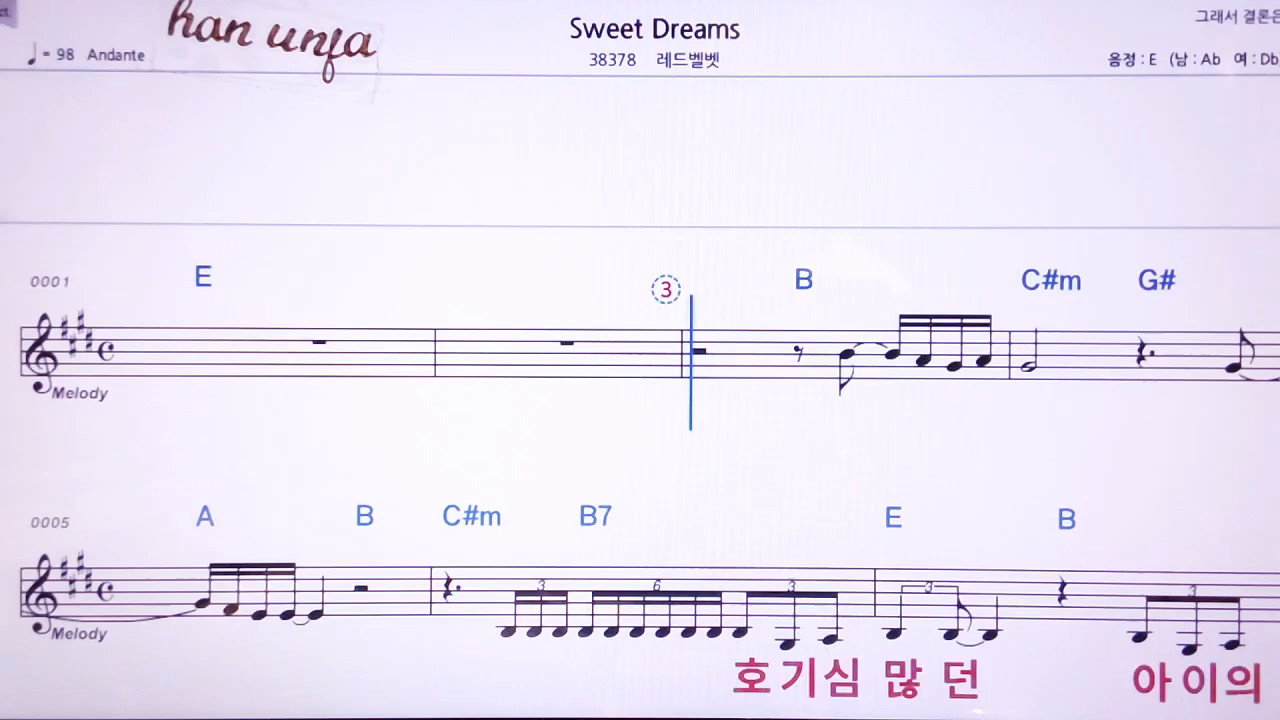 han unja
Sweet Dreams
그래서 결론은
♩= 98 Andante
38378 레드벨벳
음정 : E (남 : Ab 여 : Db
0001
E
3
B
C#m
G#
Melody
0005
A
B
C#m
B7
E
B
3
6
3
3
3
Melody
호기심 많 던
아이의